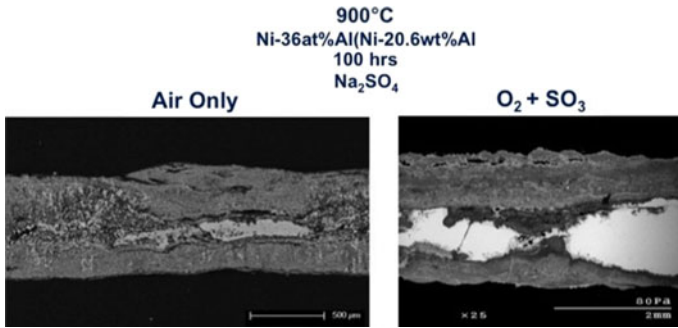 900°C
Ni-36at%Al(Ni-20.6wt%Al
100 hrs
Na₂SO₄
Air Only
O₂ + SO₃
500 µm
80Pa
×25
2mm